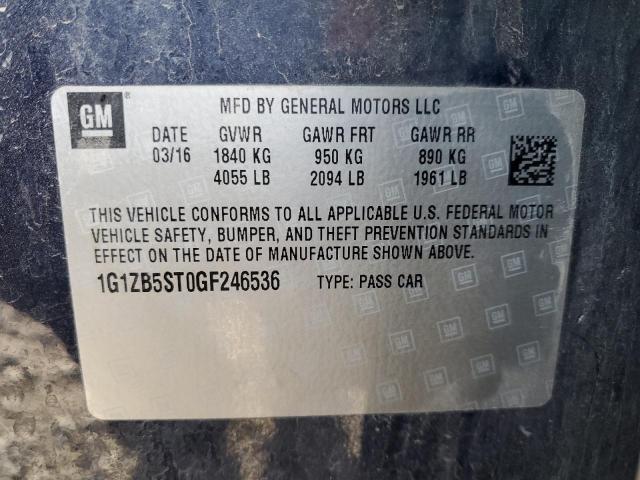 GM
MFD BY GENERAL MOTORS LLC
DATE GVWR GAWR FRT GAWR RR
03/16 1840 KG 950 KG 890 KG
4055 LB 2094 LB 1961 LB
THIS VEHICLE CONFORMS TO ALL APPLICABLE U.S. FEDERAL MOTOR
VEHICLE SAFETY, BUMPER, AND THEFT PREVENTION STANDARDS IN
EFFECT ON THE DATE OF MANUFACTURE SHOWN ABOVE.
1G1ZB5ST0GF246536 TYPE: PASS CAR